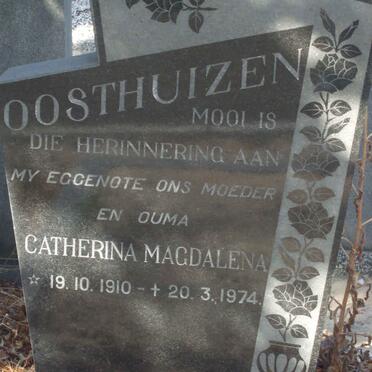 OOSTHUIZEN
MOOI IS
DIE HERINNERING AAN
MY EGGENOTE ONS MOEDER
EN OUMA
CATHERINA MAGDALENA
☆ 19.10.1910 - ✝ 20.3.1974.